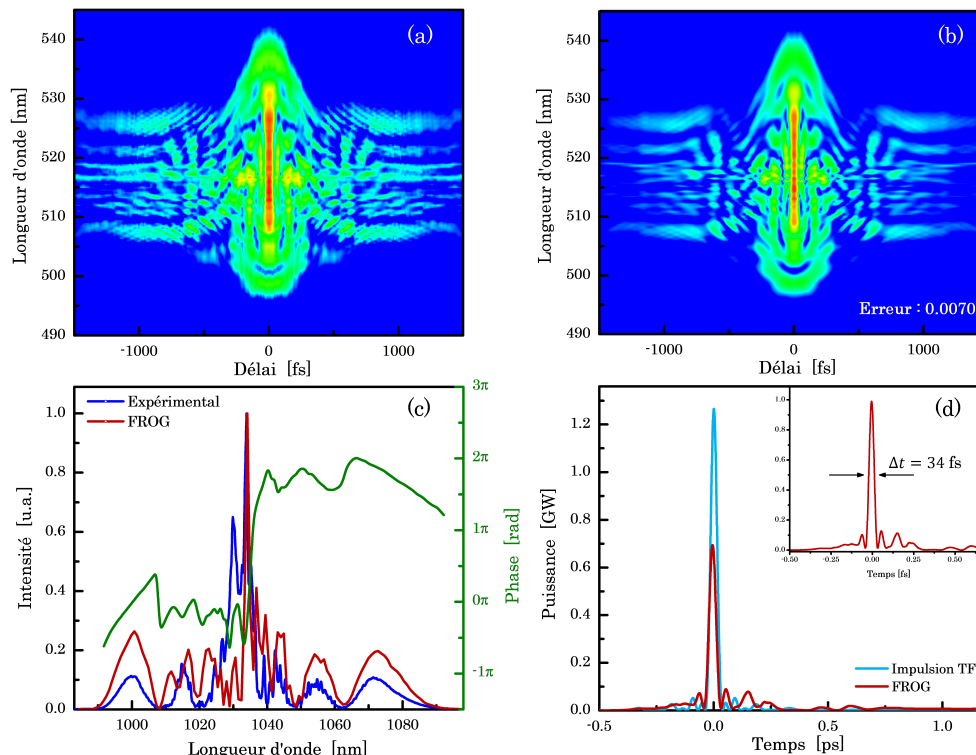 (a)
540
530
520
510
500
490
Longueur d'onde [nm]
-1000
0
1000
Délai [fs]
(b)
540
530
520
510
500
490
Longueur d'onde [nm]
Erreur : 0.0070
-1000
0
1000
Délai [fs]
(c)
Expérimental
FROG
1.0
0.8
0.6
0.4
0.2
0.0
Intensité [u.a.]
3π
2π
1π
0π
-1π
Phase [rad]
1000
1020
1040
1060
1080
Longueur d'onde [nm]
(d)
1.2
1.0
0.8
0.6
0.4
0.2
0.0
Puissance [GW]
1.0
0.8
0.6
0.4
0.2
0.0
Δt = 34 fs
-0.50
-0.25
0.00
0.25
0.50
Temps [fs]
Impulsion TF
FROG
-0.5
0.0
0.5
1.0
Temps [ps]